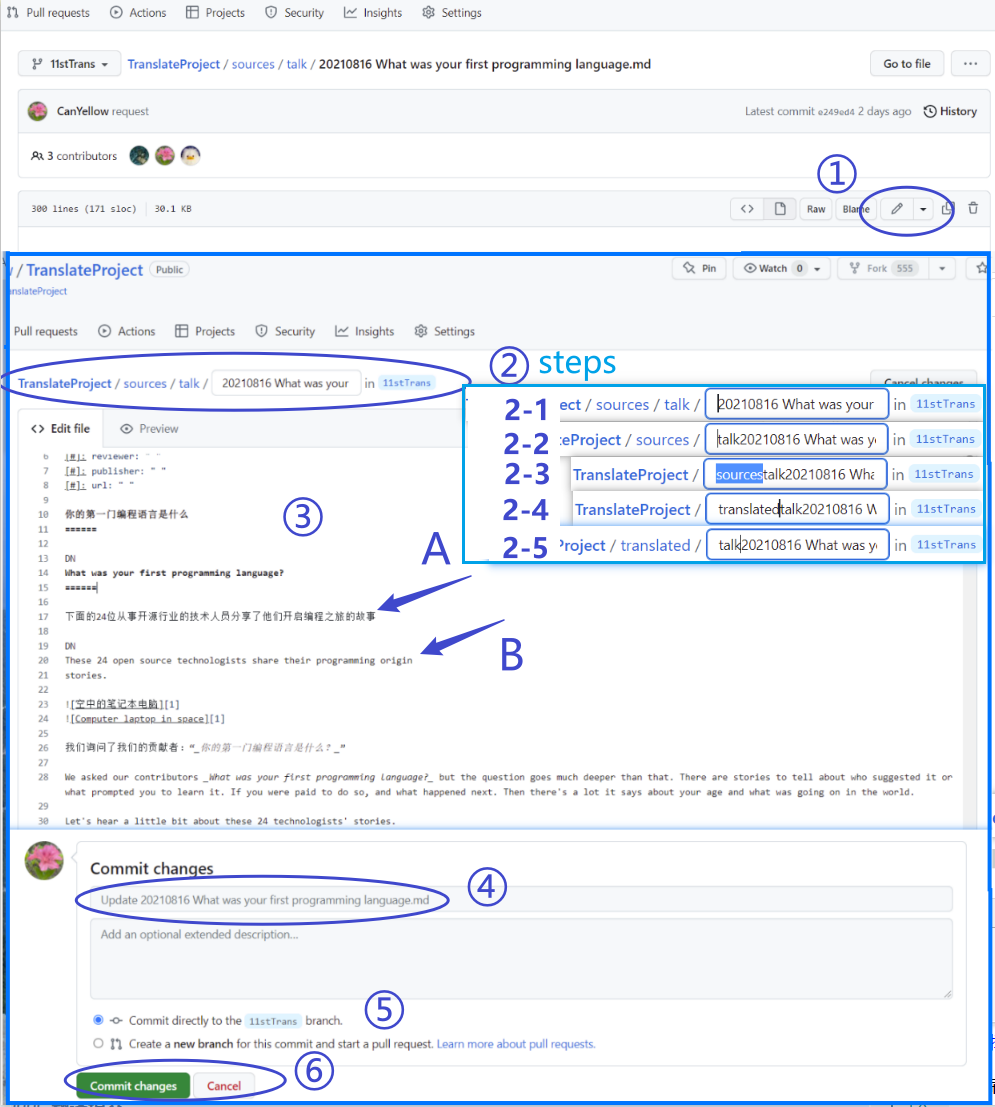 Pull requests Actions Projects Security Insights Settings
11stTrans TranslateProject / sources / talk / 20210816 What was your first programming language.md Go to file ...
CanYellow request Latest commit e249ed4 2 days ago History
3 contributors
①
300 lines (171 sloc) 30.1 KB <> Raw Blame
/ TranslateProject Public Pin Watch 0 Fork 555
anslateProject
Pull requests Actions Projects Security Insights Settings
② steps
TranslateProject / sources / talk / 20210816 What was your in 11stTrans Cancel changes
2-1 ect / sources / talk / 20210816 What was your in 11stTrans
2-2 teProject / sources / talk20210816 What was y in 11stTrans
2-3 TranslateProject / sourcestalk20210816 Wha in 11stTrans
2-4 TranslateProject / translatedtalk20210816 W in 11stTrans
2-5 Project / translated / talk20210816 What was y in 11stTrans
<> Edit file Preview
6 [#]: reviewer: " "
7 [#]: publisher: " "
8 [#]: url: " "
9
③
10 你的第一门编程语言是什么
11 ======
12
13 DN
A
14 What was your first programming language?
15 ======
16
17 下面的24位从事开源行业的技术人员分享了他们开启编程之旅的故事
18
19 DN
B
20 These 24 open source technologists share their programming origin
21 stories.
22
23 ![空中的笔记本电脑][1]
24 ![Computer laptop in space][1]
25
26 我们询问了我们的贡献者：“_你的第一门编程语言是什么？_”
27
28 We asked our contributors _What was your first programming language?_ but the question goes much deeper than that. There are stories to tell about who suggested it or
what prompted you to learn it. If you were paid to do so, and what happened next. Then there's a lot it says about your age and what was going on in the world.
29
30 Let's hear a little bit about these 24 technologists' stories.
Commit changes
④
Update 20210816 What was your first programming language.md
Add an optional extended description...
⑤
Commit directly to the 11stTrans branch.
Create a new branch for this commit and start a pull request. Learn more about pull requests.
⑥
Commit changes Cancel